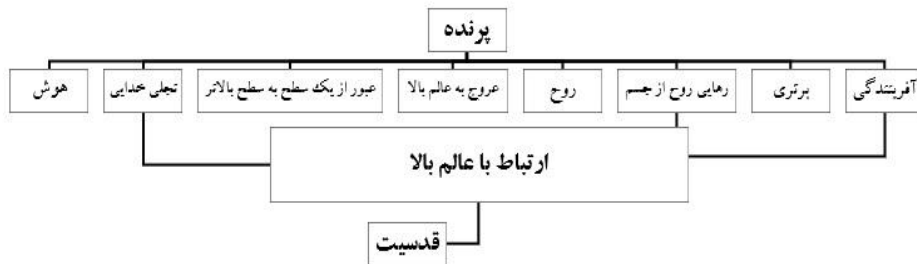 پرنده
آفرینندگی
برتری
رهایی روح از جسم
روح
عروج به عالم بالا
عبور از یک سطح به سطح بالاتر
تجلی خدایی
هوش
ارتباط با عالم بالا
قدسیت